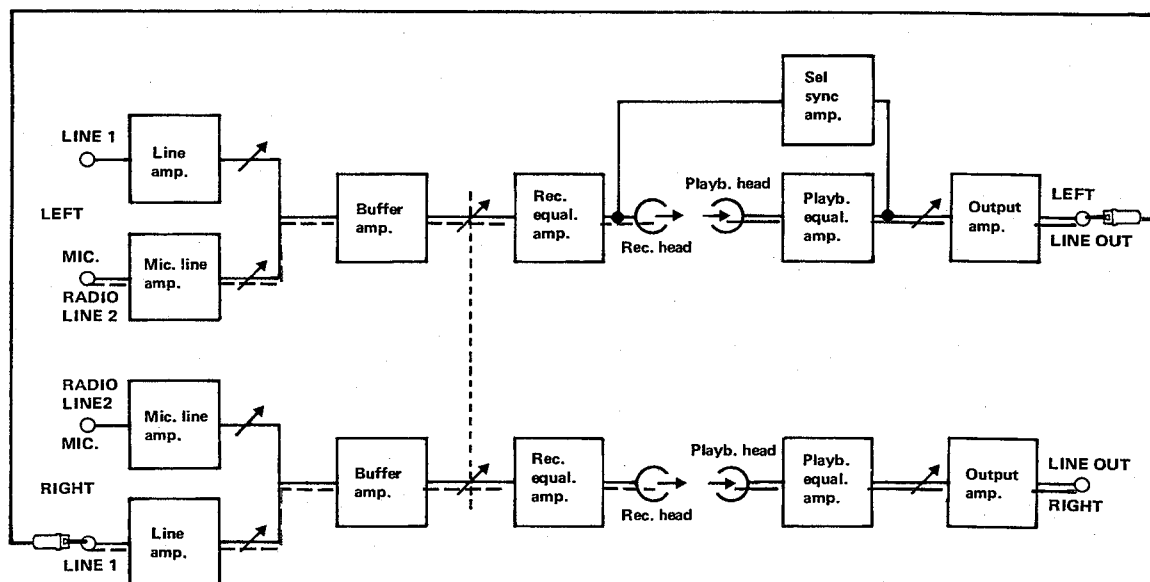 Sel
sync
amp.
LINE 1
Line
amp.
LEFT
Buffer
amp.
Rec.
equal.
amp.
Playb. head
Rec. head
Playb.
equal.
amp.
Output
amp.
LEFT
LINE OUT
MIC.
RADIO
LINE 2
Mic. line
amp.
RADIO
LINE2
MIC.
Mic. line
amp.
RIGHT
LINE 1
Line
amp.
Buffer
amp.
Rec.
equal.
amp.
Playb. head
Rec. head
Playb.
equal.
amp.
Output
amp.
LINE OUT
RIGHT